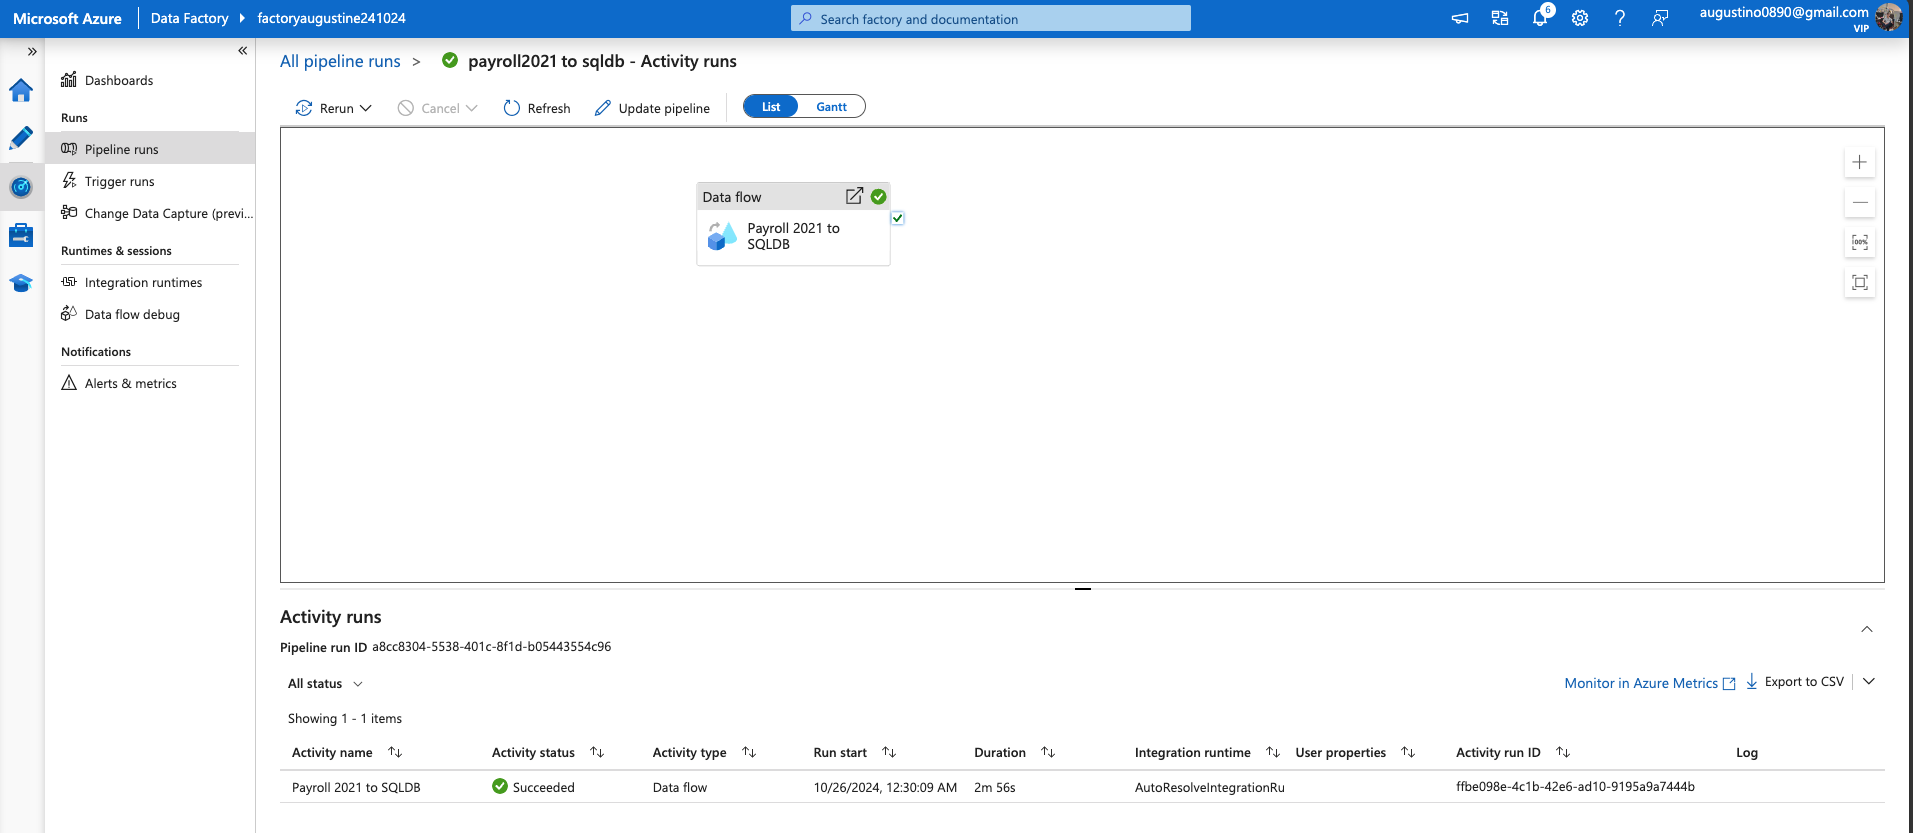 Microsoft Azure Data Factory factoryaugustine241024 Search factory and documentation 6 augustino0890@gmail.com
VIP
All pipeline runs > payroll2021 to sqldb - Activity runs
Dashboards
Runs
Pipeline runs
Trigger runs
Change Data Capture (previ...
Runtimes & sessions
Integration runtimes
Data flow debug
Notifications
Alerts & metrics
Rerun Cancel Refresh Update pipeline List Gantt
Data flow
Payroll 2021 to
SQLDB
100%
Activity runs
Pipeline run ID a8cc8304-5538-401c-8f1d-b05443554c96
All status
Monitor in Azure Metrics Export to CSV
Showing 1 - 1 items
Activity name Activity status Activity type Run start Duration Integration runtime User properties Activity run ID Log
Payroll 2021 to SQLDB Succeeded Data flow 10/26/2024, 12:30:09 AM 2m 56s AutoResolveIntegrationRu ffbe098e-4c1b-42e6-ad10-9195a9a7444b